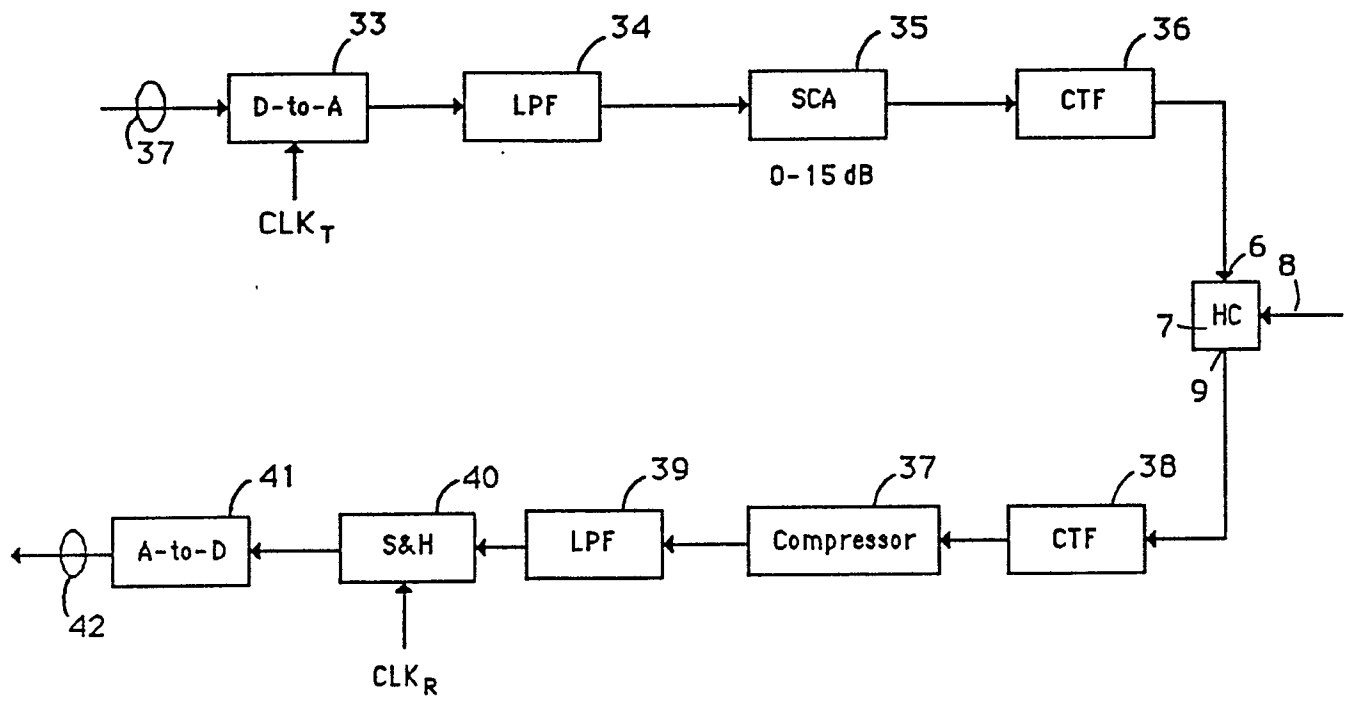 33
34
35
36
D-to-A
LPF
SCA
CTF
37
0-15 dB
CLKT
6
8
7
HC
9
41
40
39
37
38
A-to-D
S&H
LPF
Compressor
CTF
42
CLKR